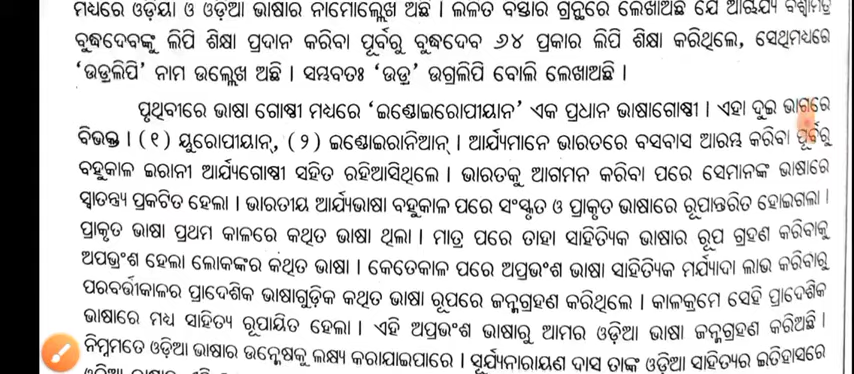 ମଧ୍ୟରେ ଓଡ଼ିୟା ଓ ଓଡ଼ିଆ ଭାଷାର ନାମୋଲ୍ଲେଖ ଅଛି । ଲଳିତ ବିସ୍ତାର ଗ୍ରନ୍ଥରେ ଲେଖାଅଛି ଯେ ଆଚାର୍ଯ୍ୟ ବିଶ୍ୱାମିତ୍ର
ବୁଦ୍ଧଦେବଙ୍କୁ ଲିପି ଶିକ୍ଷା ପ୍ରଦାନ କରିବା ପୂର୍ବରୁ ବୁଦ୍ଧଦେବ ୬୪ ପ୍ରକାର ଲିପି ଶିକ୍ଷା କରିଥିଲେ, ସେଥିମଧ୍ୟରେ
‘ଉଡ୍ରଲିପି’ ନାମ ଉଲ୍ଲେଖ ଅଛି । ସମ୍ଭବତଃ ‘ଉଡ୍ର’ ଉଗ୍ରଲିପି ବୋଲି ଲେଖାଅଛି ।
ପୃଥିବୀରେ ଭାଷା ଗୋଷ୍ଠୀ ମଧ୍ୟରେ ‘ଇଣ୍ଡୋଇରୋପୀୟାନ’ ଏକ ପ୍ରଧାନ ଭାଷାଗୋଷ୍ଠୀ । ଏହା ଦୁଇ ଭାଗରେ
ବିଭକ୍ତ । (୧) ୟୁରୋପୀୟାନ୍, (୨) ଇଣ୍ଡୋଇରାନିଆନ୍ । ଆର୍ଯ୍ୟମାନେ ଭାରତରେ ବସବାସ ଆରମ୍ଭ କରିବା ପୂର୍ବରୁ
ବହୁକାଳ ଇରାନୀ ଆର୍ଯ୍ୟଗୋଷ୍ଠୀ ସହିତ ରହିଆସିଥିଲେ । ଭାରତକୁ ଆଗମନ କରିବା ପରେ ସେମାନଙ୍କ ଭାଷାରେ
ସ୍ୱାତନ୍ତ୍ର୍ୟ ପ୍ରକଟିତ ହେଲା । ଭାରତୀୟ ଆର୍ଯ୍ୟଭାଷା ବହୁକାଳ ପରେ ସଂସ୍କୃତ ଓ ପ୍ରାକୃତ ଭାଷାରେ ରୂପାନ୍ତରିତ ହୋଇଗଲା ।
ପ୍ରାକୃତ ଭାଷା ପ୍ରଥମ କାଳରେ କଥିତ ଭାଷା ଥିଲା । ମାତ୍ର ପରେ ତାହା ସାହିତ୍ୟିକ ଭାଷାର ରୂପ ଗ୍ରହଣ କରିବାକୁ
ଅପଭ୍ରଂଶ ହେଲା ଲୋକଙ୍କର କଥିତ ଭାଷା । କେତେକାଳ ପରେ ଅପ୍ରଭଂଶ ଭାଷା ସାହିତ୍ୟିକ ମର୍ଯ୍ୟାଦା ଲାଭ କରିବାରୁ
ପରବର୍ତ୍ତୀକାଳର ପ୍ରାଦେଶିକ ଭାଷାଗୁଡ଼ିକ କଥିତ ଭାଷା ରୂପରେ ଜନ୍ମଗ୍ରହଣ କରିଥିଲେ । କାଳକ୍ରମେ ସେହି ପ୍ରାଦେଶିକ
ଭାଷାରେ ମଧ୍ୟ ସାହିତ୍ୟ ରୂପାୟିତ ହେଲା । ଏହି ଅପ୍ରଭଂଶ ଭାଷାରୁ ଆମର ଓଡ଼ିଆ ଭାଷା ଜନ୍ମଗ୍ରହଣ କରିଅଛି ।
ନିମ୍ନମତେ ଓଡ଼ିଆ ଭାଷାର ଉନ୍ମେଷକୁ ଲକ୍ଷ୍ୟ କରାଯାଇପାରେ । ସୂର୍ଯ୍ୟନାରାୟଣ ଦାସ ତାଙ୍କ ଓଡ଼ିଆ ସାହିତ୍ୟର ଇତିହାସରେ